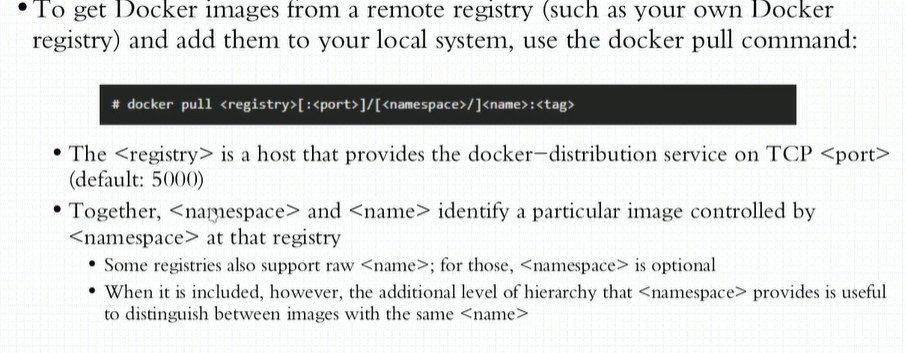 • To get Docker images from a remote registry (such as your own Docker
registry) and add them to your local system, use the docker pull command:
# docker pull <registry>[:<port>]/[<namespace>/]<name>:<tag>
• The <registry> is a host that provides the docker-distribution service on TCP <port>
(default: 5000)
• Together, <namespace> and <name> identify a particular image controlled by
<namespace> at that registry
• Some registries also support raw <name>; for those, <namespace> is optional
• When it is included, however, the additional level of hierarchy that <namespace> provides is useful
to distinguish between images with the same <name>